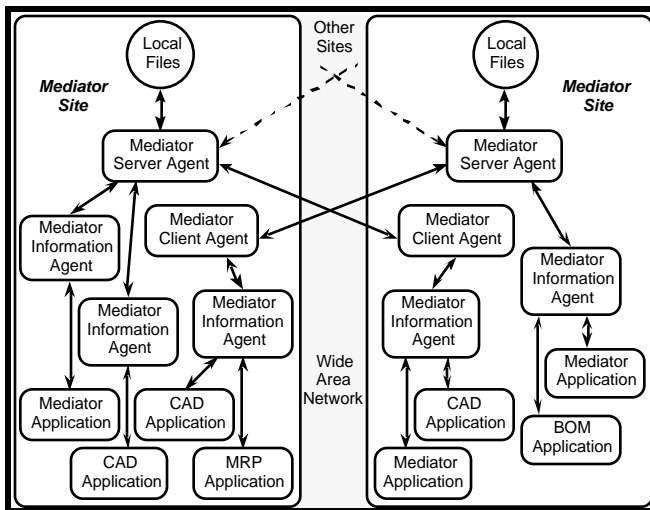 Local
Files
Mediator
Site
Mediator
Server Agent
Mediator
Information
Agent
Mediator
Client Agent
Mediator
Information
Agent
Mediator
Information
Agent
Mediator
Application
CAD
Application
CAD
Application
MRP
Application
Other
Sites
Wide
Area
Network
Local
Files
Mediator
Site
Mediator
Server Agent
Mediator
Client Agent
Mediator
Information
Agent
Mediator
Information
Agent
Mediator
Application
CAD
Application
BOM
Application
Mediator
Application